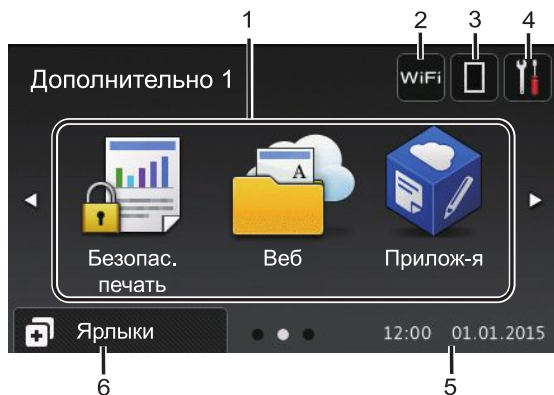 1
2
3
4
Дополнительно 1
WiFi
A
Безопас.
печать
Веб
Прилож-я
Ярлыки
12:00 01.01.2015
6
5